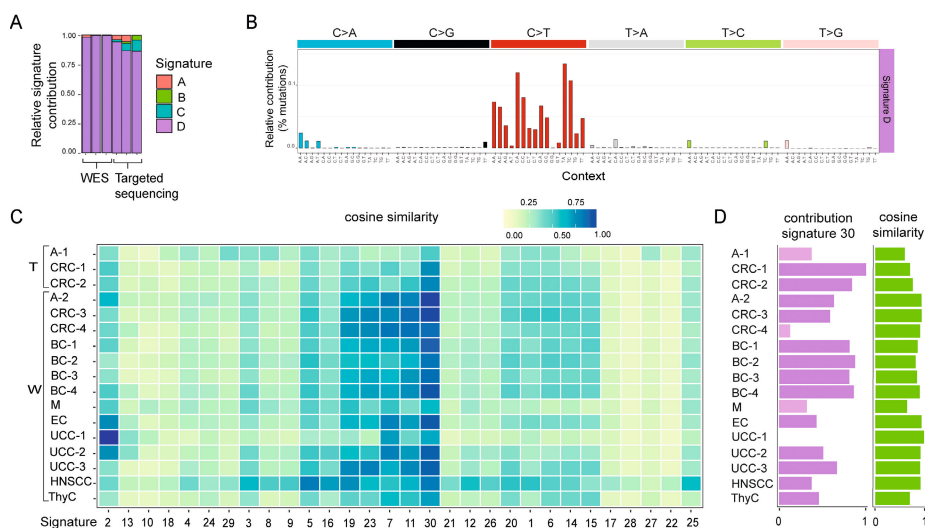 A
Relative signature
contribution
1.00
0.75
0.50
0.25
0.00
WES
Targeted
sequencing
Signature
A
B
C
D
B
C>A
C>G
C>T
T>A
T>C
T>G
Relative contribution
(% mutations)
0.1
0.0
Signature D
Context
C
cosine similarity
0.25 0.75
0.00 0.50 1.00
T
W
A-1
CRC-1
CRC-2
A-2
CRC-3
CRC-4
BC-1
BC-2
BC-3
BC-4
M
EC
UCC-1
UCC-2
UCC-3
HNSCC
ThyC
Signature 2 13 10 18 4 24 29 3 8 9 5 16 19 23 7 11 30 21 12 26 20 1 6 14 15 17 28 27 22 25
D
contribution
signature 30
cosine
similarity
A-1
CRC-1
CRC-2
A-2
CRC-3
CRC-4
BC-1
BC-2
BC-3
BC-4
M
EC
UCC-1
UCC-2
UCC-3
HNSCC
ThyC
0 1 0 1